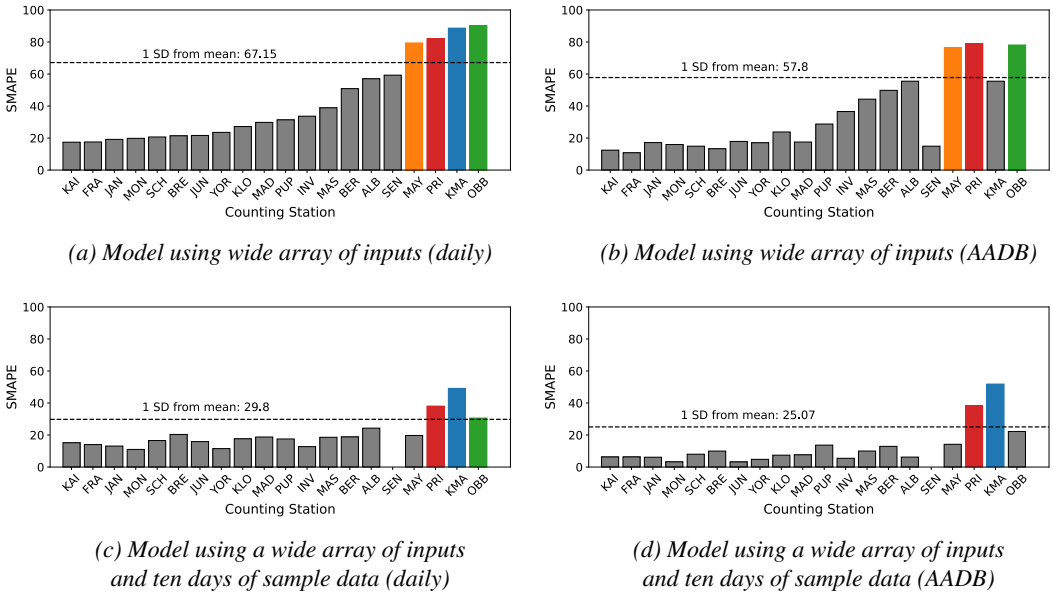 100
80
60
40
20
0
SMAPE
1 SD from mean: 67.15
KAI FRA JAN MON SCH BRE JUN YOR KLO MAD PUP INV MAS BER ALB SEN MAY PRI KMA OBB
Counting Station
(a) Model using wide array of inputs (daily)
100
80
60
40
20
0
SMAPE
1 SD from mean: 57.8
KAI FRA JAN MON SCH BRE JUN YOR KLO MAD PUP INV MAS BER ALB SEN MAY PRI KMA OBB
Counting Station
(b) Model using wide array of inputs (AADB)
100
80
60
40
20
0
SMAPE
1 SD from mean: 29.8
KAI FRA JAN MON SCH BRE JUN YOR KLO MAD PUP INV MAS BER ALB SEN MAY PRI KMA OBB
Counting Station
(c) Model using a wide array of inputs
and ten days of sample data (daily)
100
80
60
40
20
0
SMAPE
1 SD from mean: 25.07
KAI FRA JAN MON SCH BRE JUN YOR KLO MAD PUP INV MAS BER ALB SEN MAY PRI KMA OBB
Counting Station
(d) Model using a wide array of inputs
and ten days of sample data (AADB)